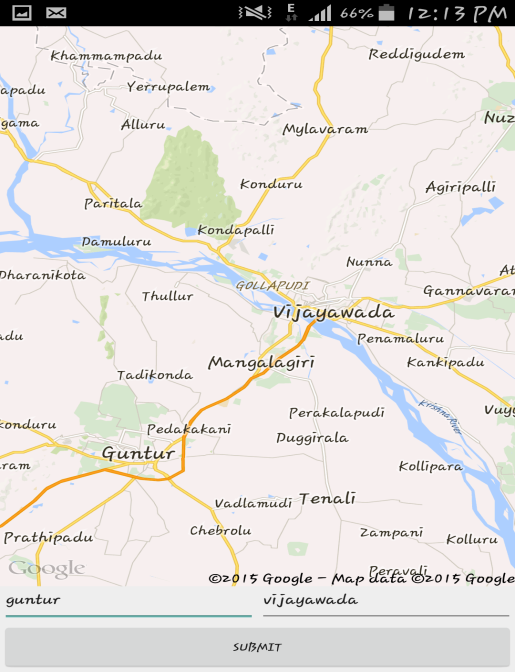 E 66% 12:13 PM
Khammampadu
Reddigudem
apadu
Yerrupalem
gama
Alluru
Mylavaram
Nuz
Konduru
Agiripalli
Paritala
Kondapalli
Damuluru
Nunna
Dharanikota
GOLLAPUDI
At
Thullur
Gannavaram
Vijayawada
adu
Penamaluru
Mangalagiri
Kankipadu
Tadikonda
Krishna River
Perakalapudi
Vuyy
konduru
Pedakakani
Duggirala
Guntur
ram
Kollipara
Vadlamudi
Tenali
Prathipadu
Chebrolu
Zampani
Kolluru
Google
Peravali
©2015 Google - Map data ©2015 Google
guntur vijayawada
SUBMIT